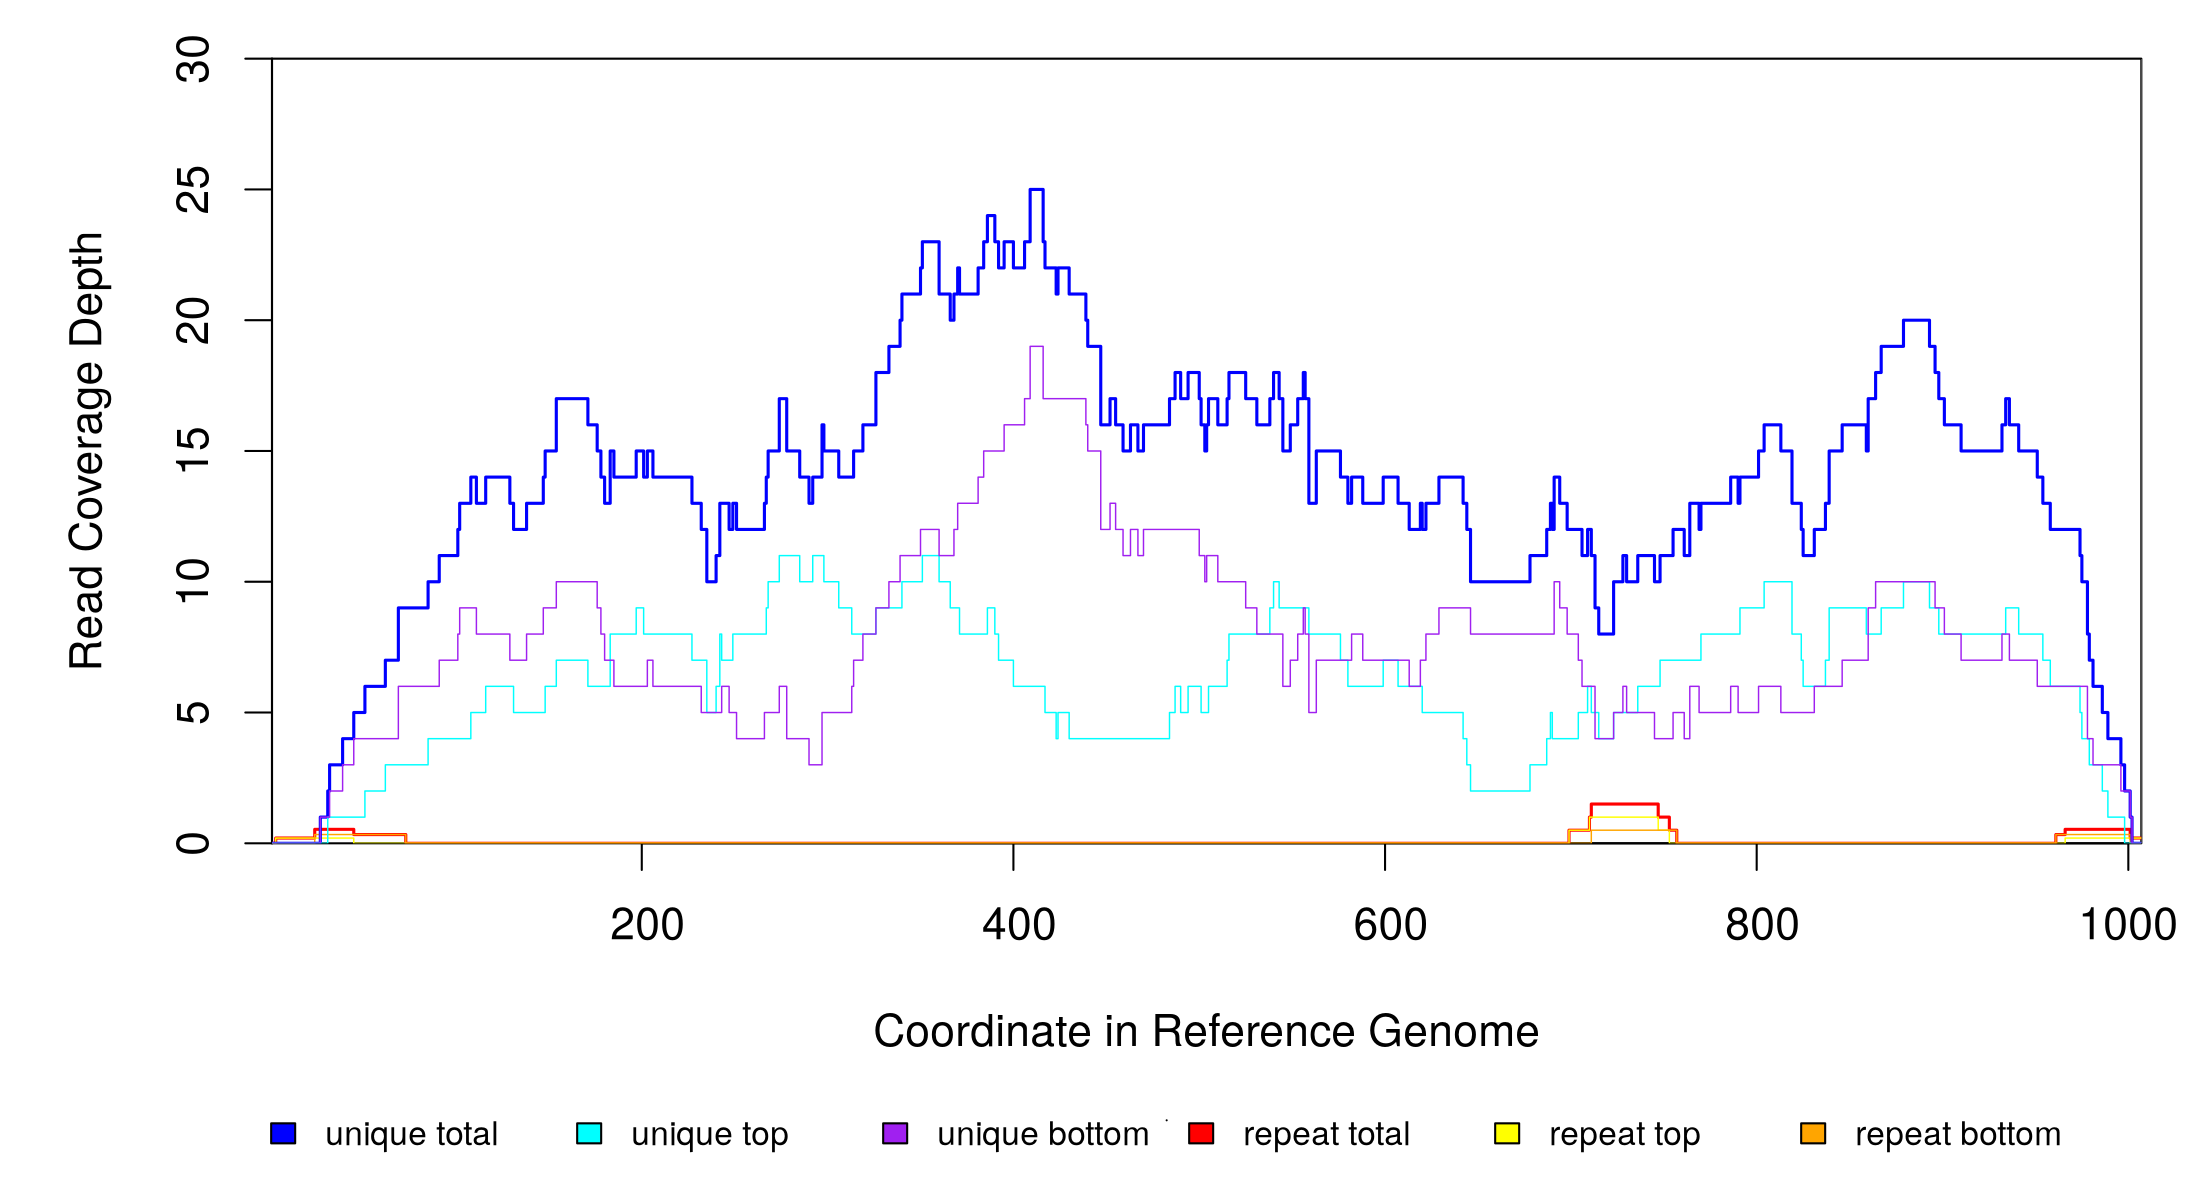 30
25
20
15
10
5
0
Read Coverage Depth
200 400 600 800 1000
Coordinate in Reference Genome
unique total unique top unique bottom repeat total repeat top repeat bottom